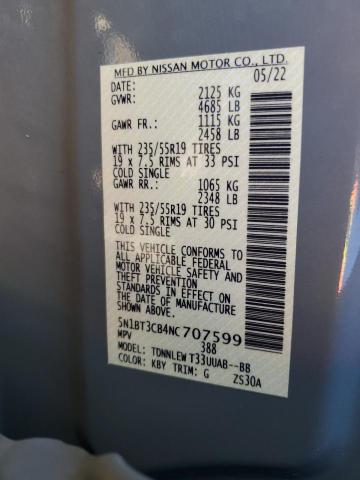 MFD BY NISSAN MOTOR CO., LTD.
DATE: 05/22
GVWR: 2125 KG
4685 LB
GAWR FR.: 1115 KG
2458 LB
WITH 235/55R19 TIRES
19 x 7.5 RIMS AT 33 PSI
COLD SINGLE
GAWR RR.: 1065 KG
2348 LB
WITH 235/55R19 TIRES
19 x 7.5 RIMS AT 30 PSI
COLD SINGLE
THIS VEHICLE CONFORMS TO
ALL APPLICABLE FEDERAL
MOTOR VEHICLE SAFETY AND
THEFT PREVENTION
STANDARDS IN EFFECT ON
THE DATE OF MANUFACTURE
SHOWN ABOVE.
5N1BT3CB4NC707599
MPV 388
MODEL: TDNNLEW T33UUAB--BB
COLOR: KBY TRIM: G ZS30A